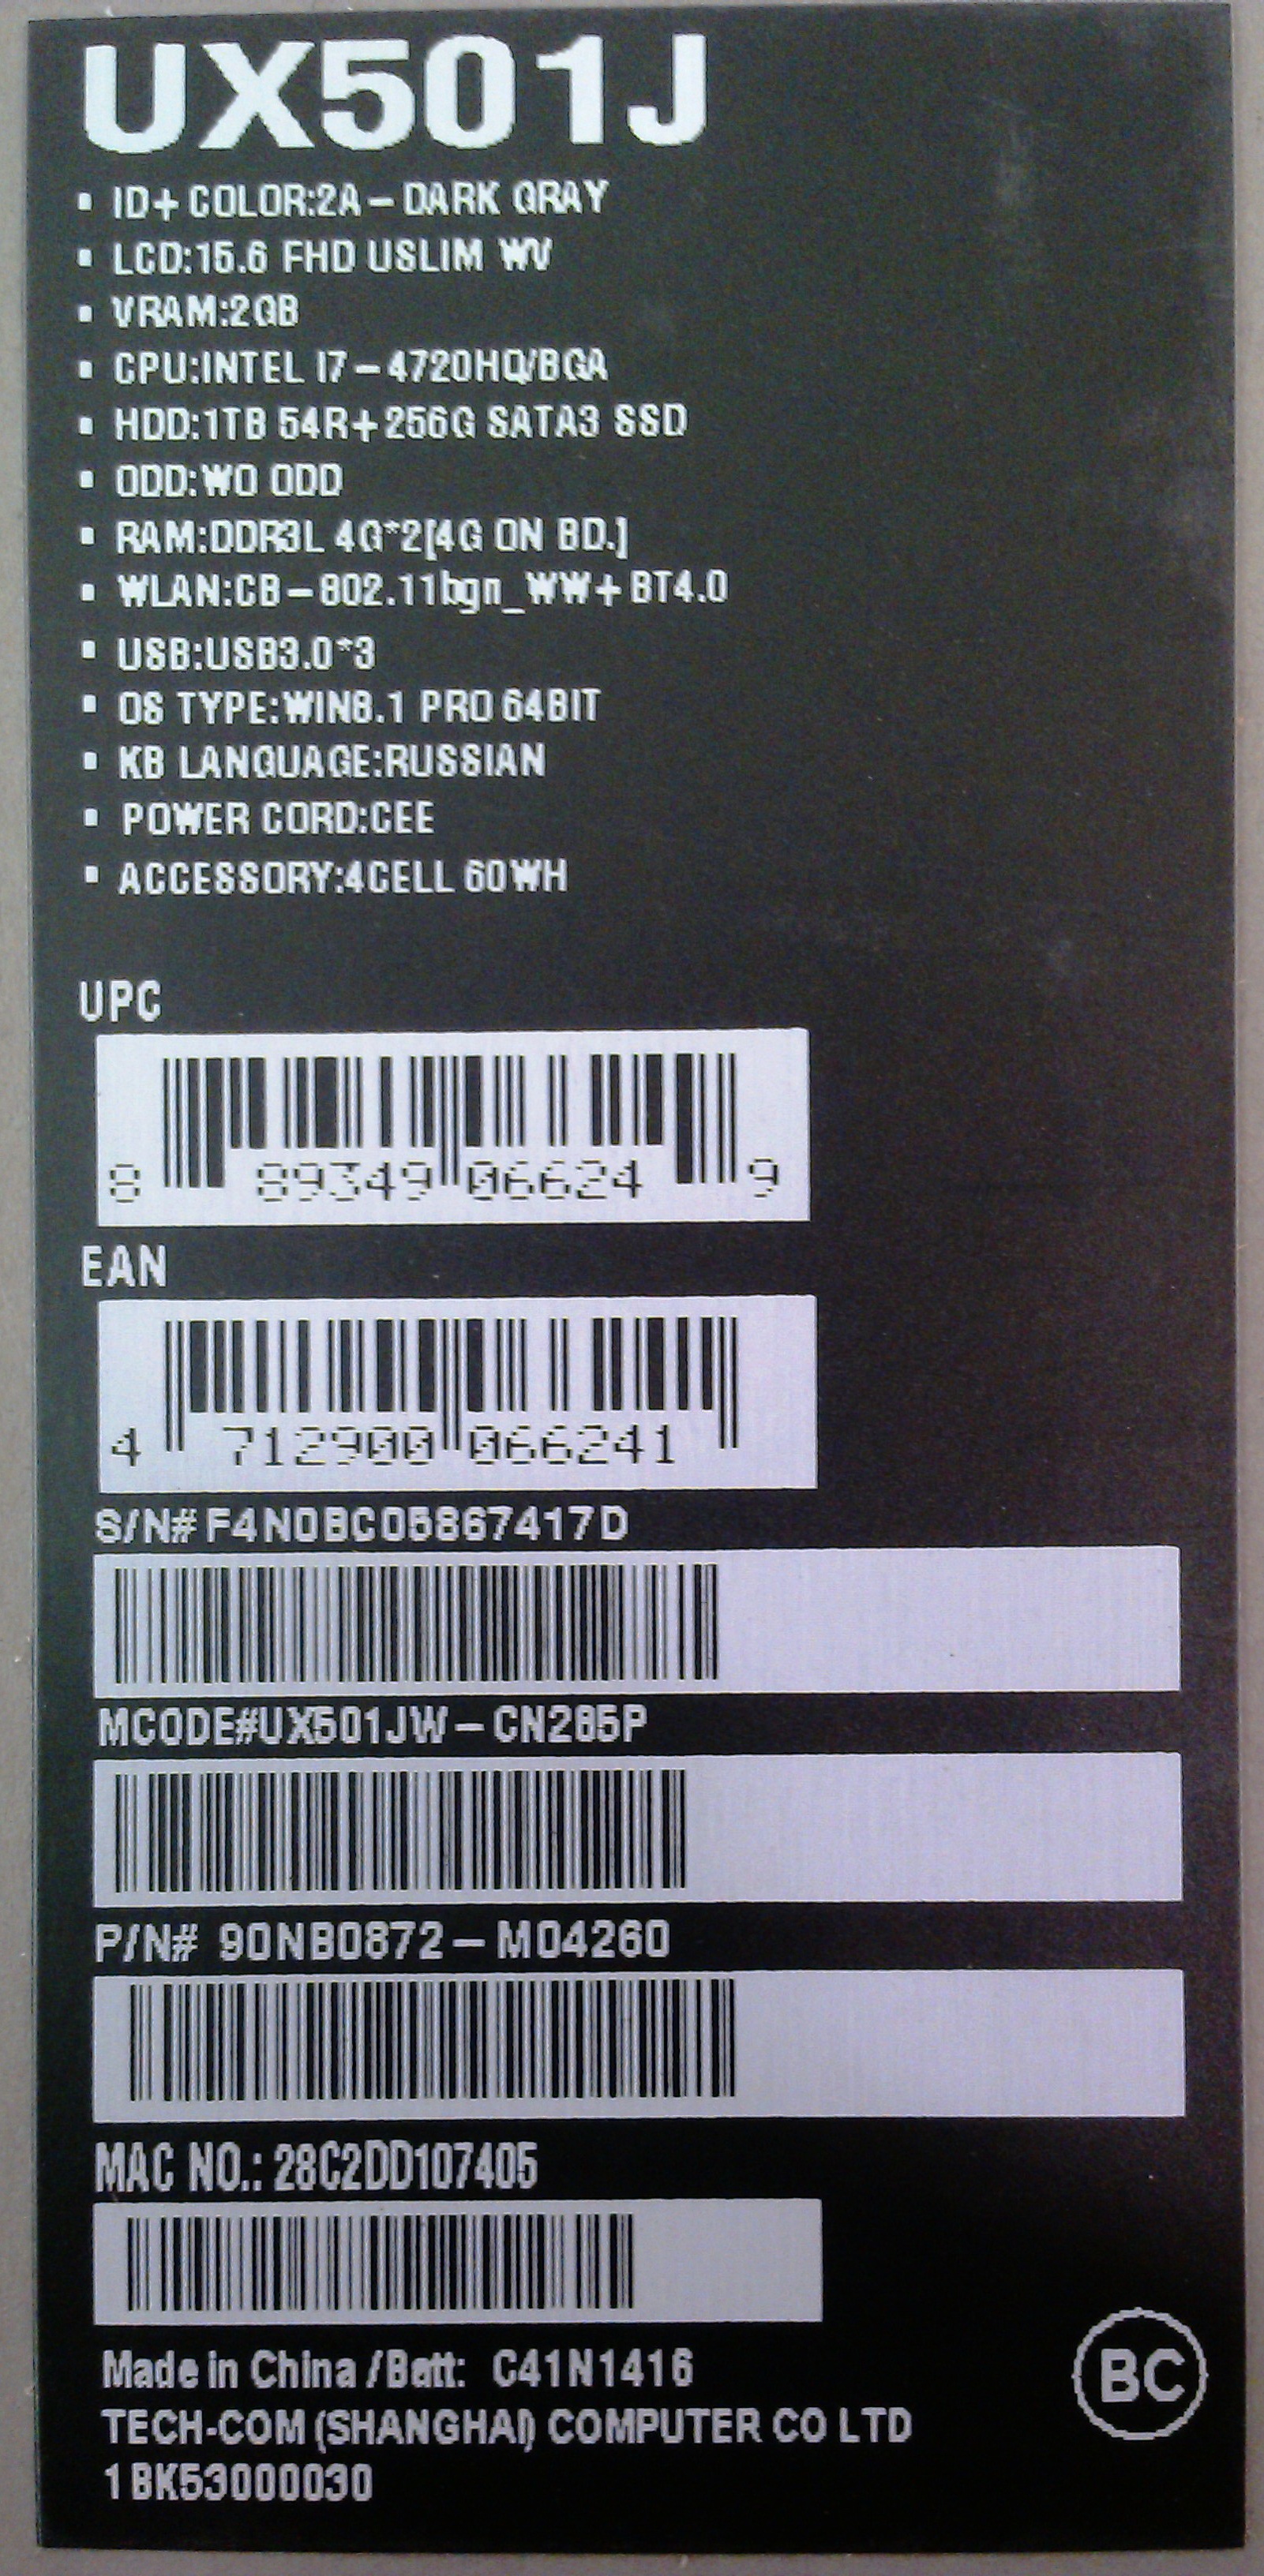 UX501J
▪ ID+ COLOR:2A – DARK GRAY
▪ LCD:15.6 FHD USLIM WV
▪ VRAM:2GB
▪ CPU:INTEL I7 – 4720HQ/BGA
▪ HDD:1TB 54R+256G SATA3 SSD
▪ ODD:WO ODD
▪ RAM:DDR3L 4G*2[4G ON BD.]
▪ WLAN:CB – 802.11bgn_WW+BT4.0
▪ USB:USB3.0*3
▪ OS TYPE:WIN8.1 PRO 64BIT
▪ KB LANGUAGE:RUSSIAN
▪ POWER CORD:CEE
▪ ACCESSORY:4CELL 60WH
UPC
8 89349 06624 9
EAN
4 712900 066241
S/N# F4N0BC05867417D
MCODE#UX501JW – CN285P
P/N# 90NB0872 – M04260
MAC NO.: 28C2DD107405
Made in China /Batt: C41N1416
BC
TECH-COM (SHANGHAI) COMPUTER CO LTD
1BK53000030